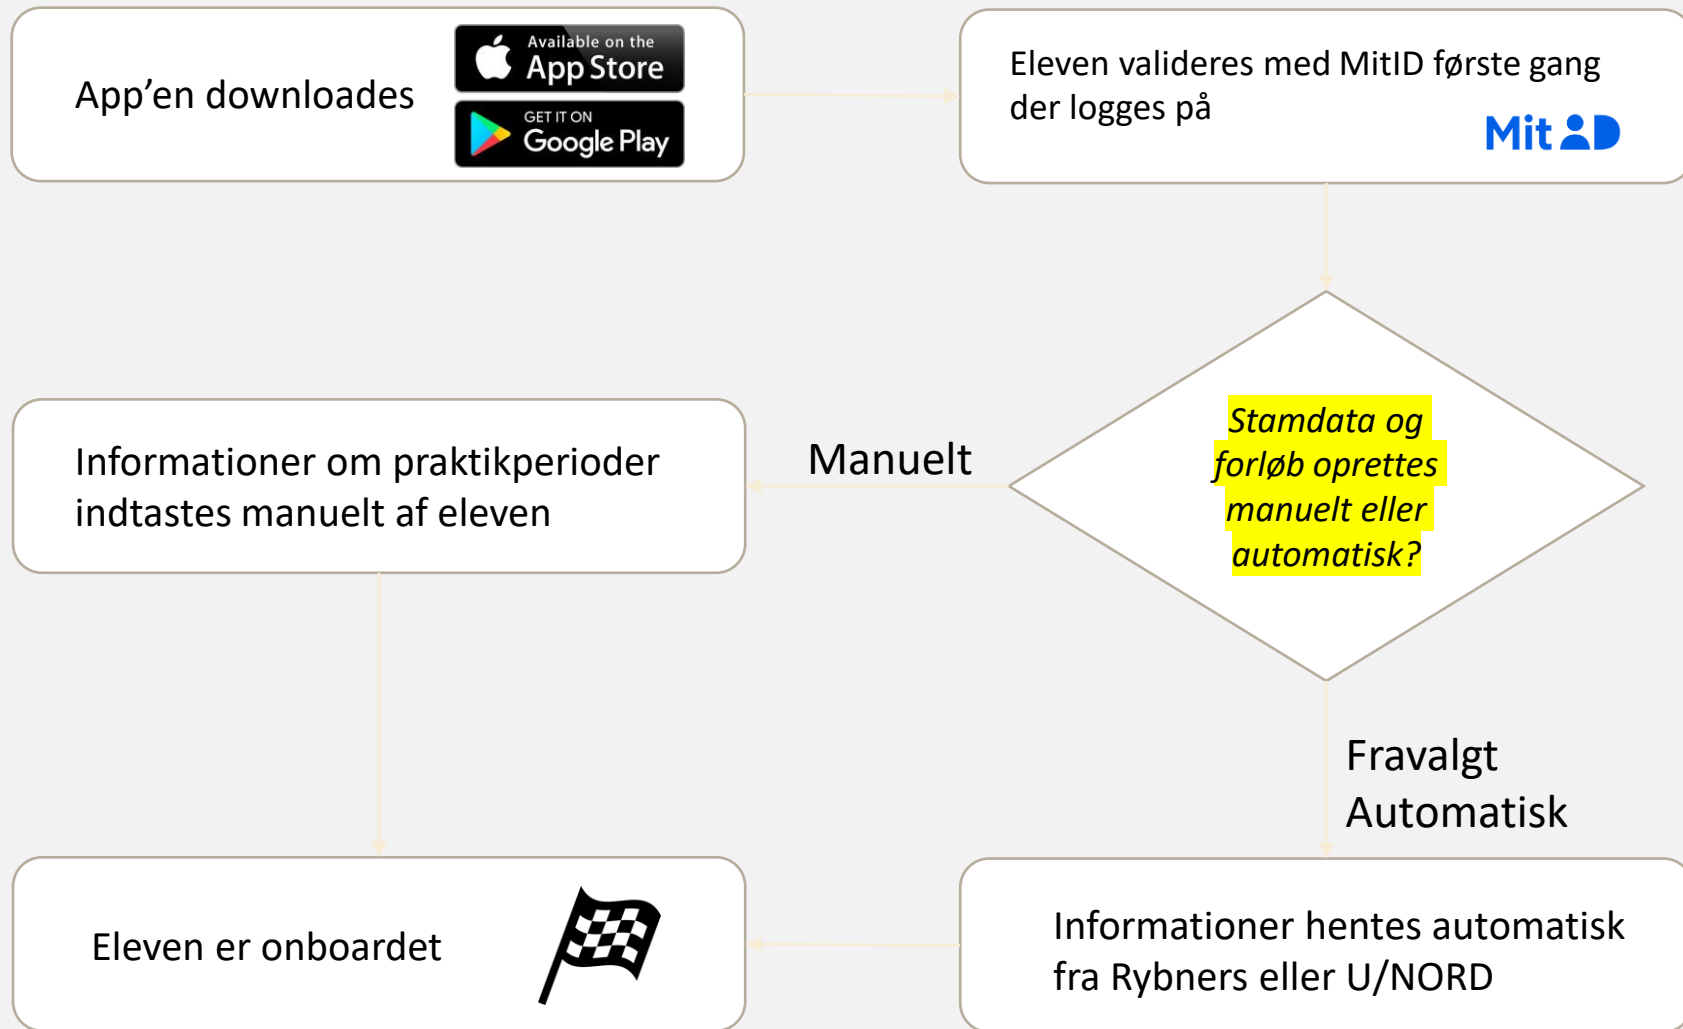 App’en downloades
Available on the
App Store
GET IT ON
Google Play
Eleven valideres med MitID første gang
der logges på
Mit D
Stamdata og
forløb oprettes
manuelt eller
automatisk?
Manuelt
Informationer om praktikperioder
indtastes manuelt af eleven
Fravalgt
Automatisk
Informationer hentes automatisk
fra Rybners eller U/NORD
Eleven er onboardet